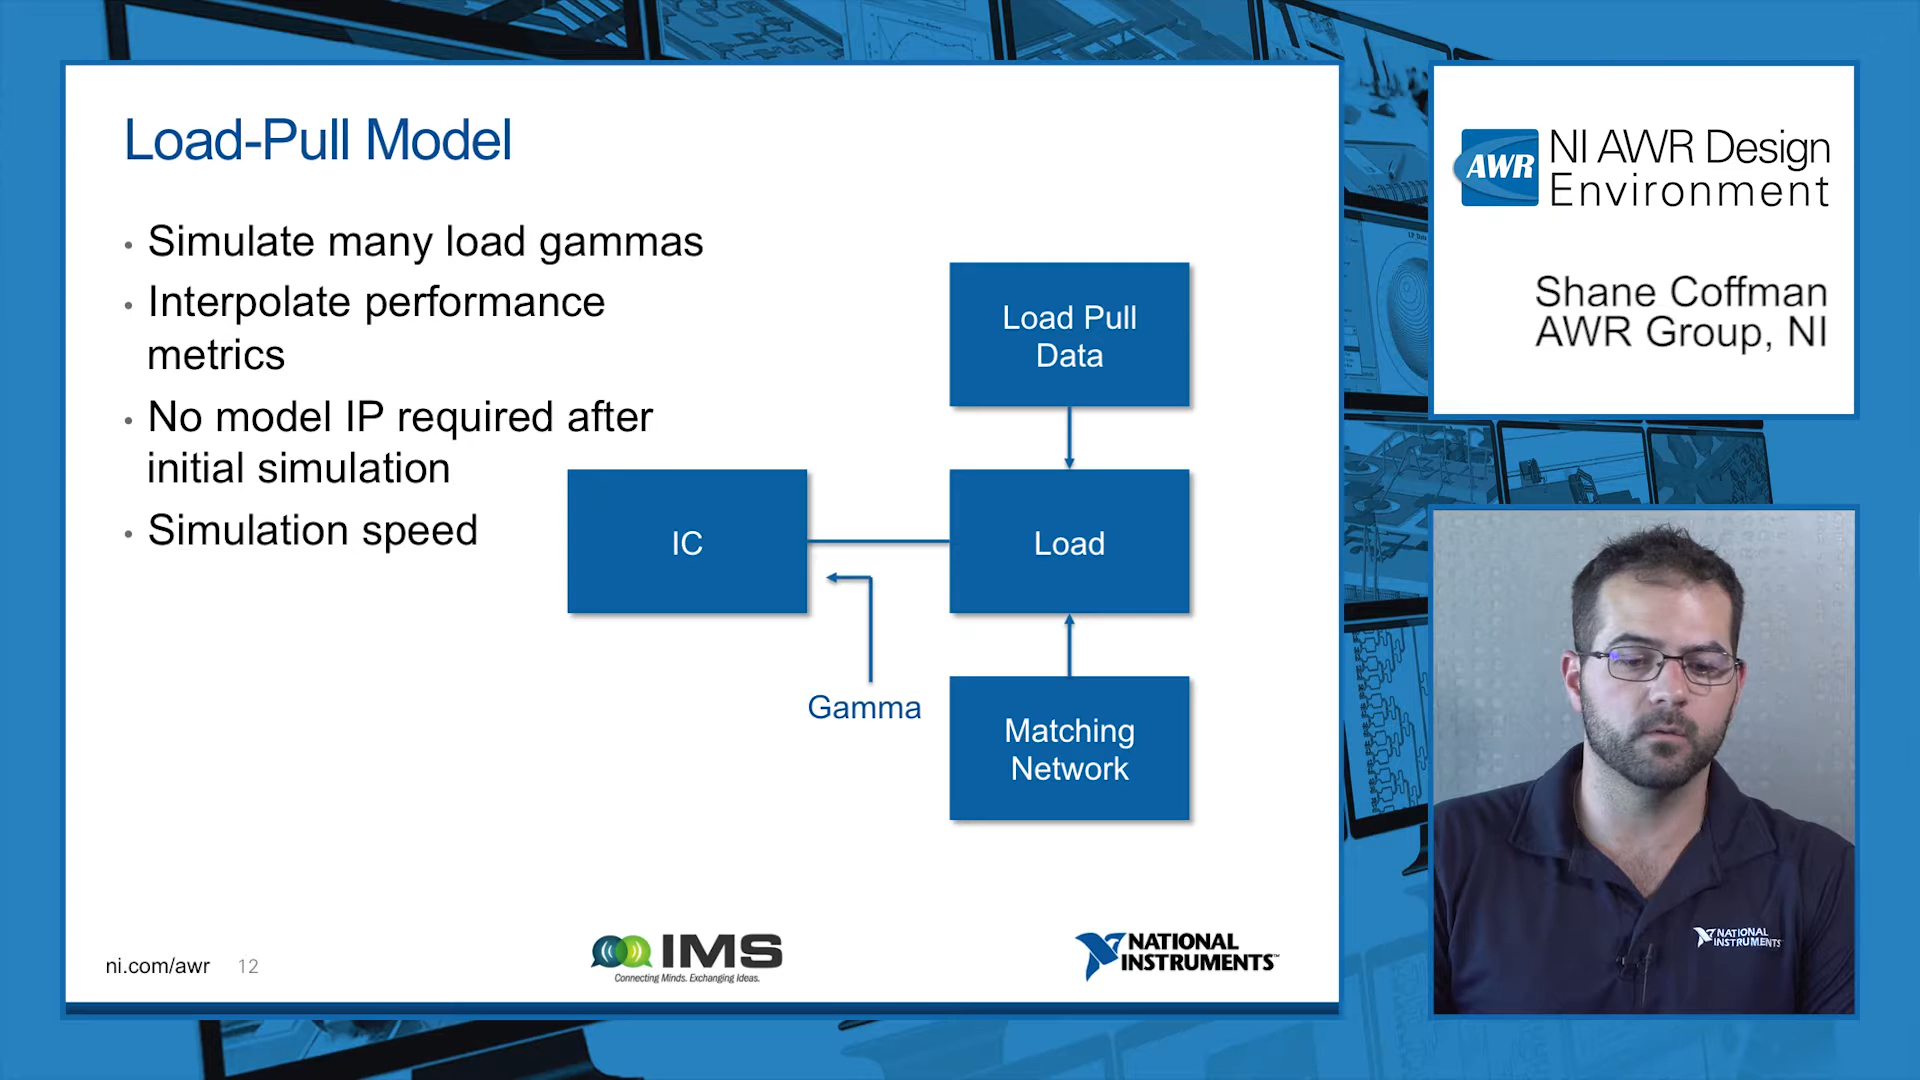 Load-Pull Model
• Simulate many load gammas
• Interpolate performance
metrics
• No model IP required after
initial simulation
• Simulation speed
Load Pull
Data
IC
Load
Gamma
Matching
Network
ni.com/awr 12
IMS
Connecting Minds. Exchanging Ideas.
NATIONAL
INSTRUMENTS™
AWR
NI AWR Design
Environment
Shane Coffman
AWR Group, NI
NATIONAL
INSTRUMENTS